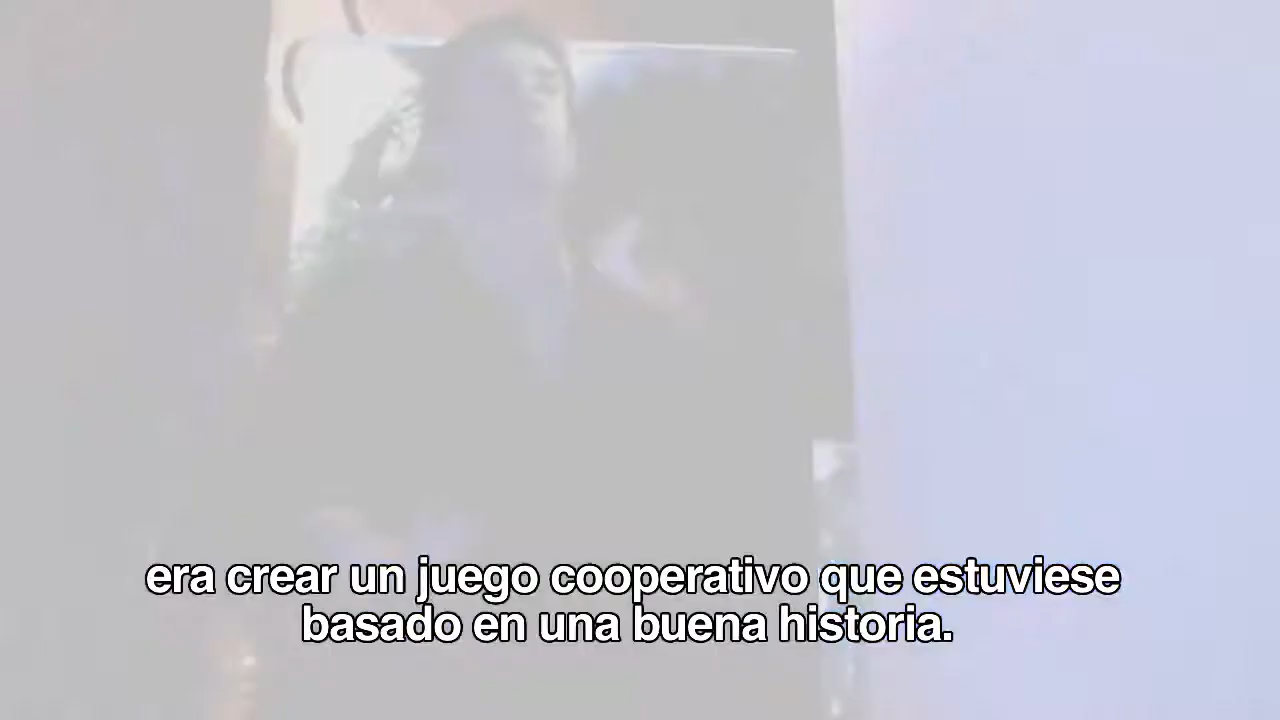 era crear un juego cooperativo que estuviese
basado en una buena historia.